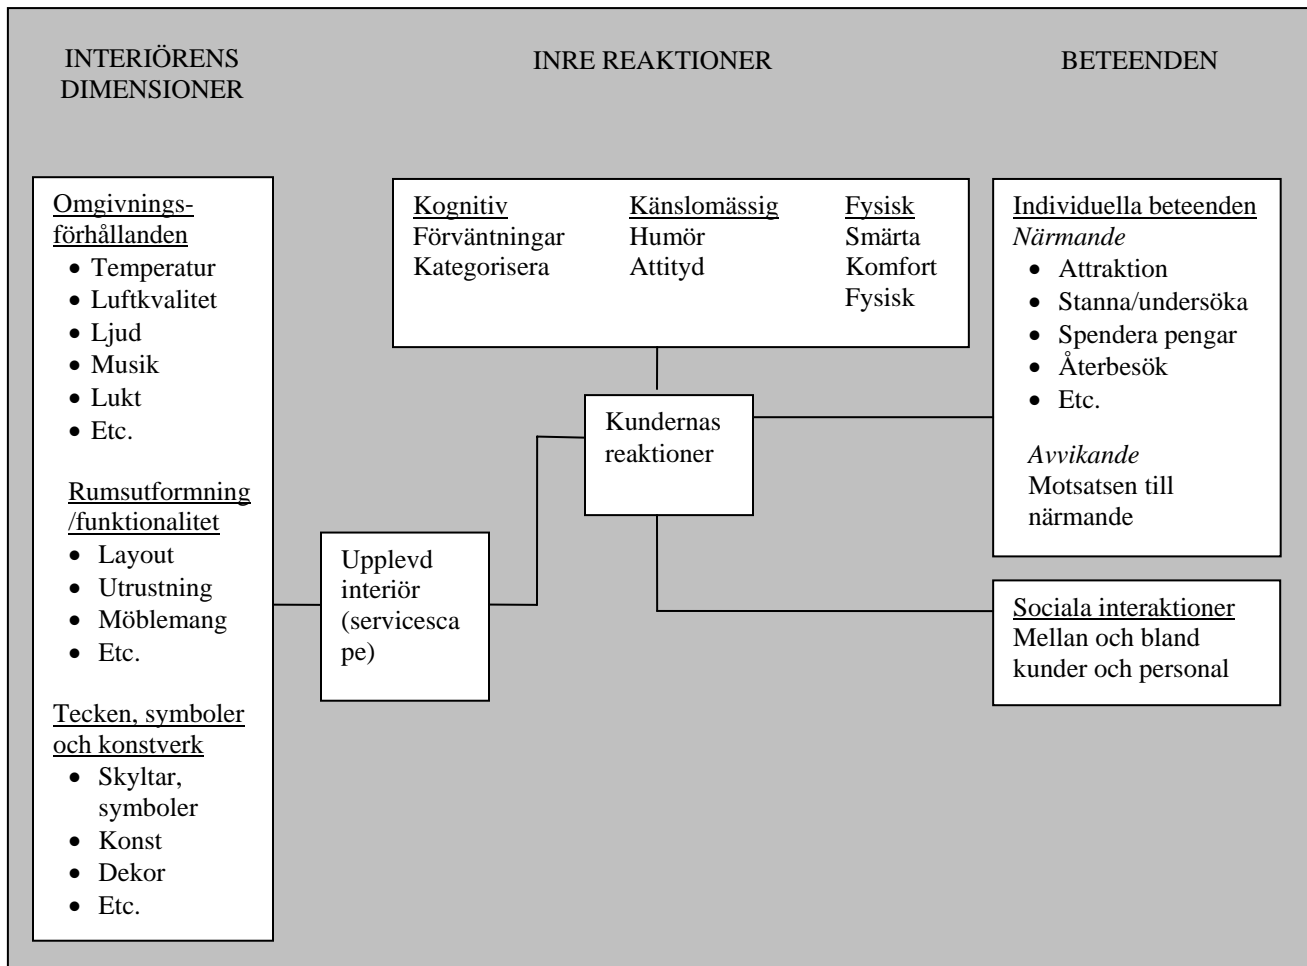 INTERIÖRENS
DIMENSIONER
INRE REAKTIONER
BETEENDEN
Omgivnings-
förhållanden
• Temperatur
• Luftkvalitet
• Ljud
• Musik
• Lukt
• Etc.
Rumsutformning
/funktionalitet
• Layout
• Utrustning
• Möblemang
• Etc.
Tecken, symboler
och konstverk
• Skyltar,
symboler
• Konst
• Dekor
• Etc.
Upplevd
interiör
(servicesca
pe)
Kognitiv Känslomässig Fysisk
Förväntningar Humör Smärta
Kategorisera Attityd Komfort
Fysisk
Kundernas
reaktioner
Individuella beteenden
Närmande
• Attraktion
• Stanna/undersöka
• Spendera pengar
• Återbesök
• Etc.
Avvikande
Motsatsen till
närmande
Sociala interaktioner
Mellan och bland
kunder och personal